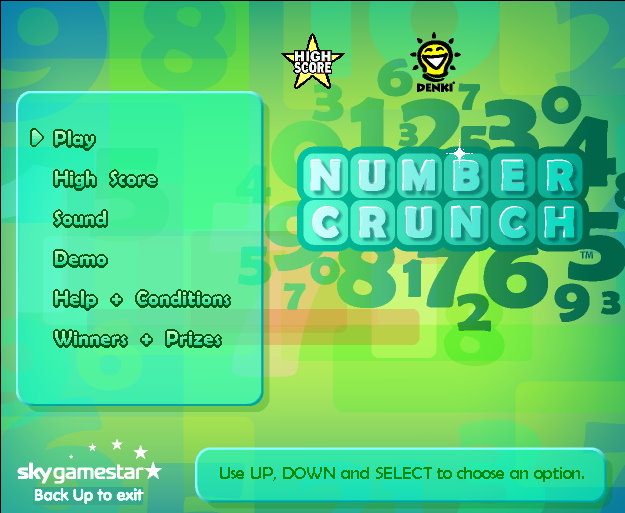 HIGH
SCORE
DENKI
Play
High Score
Sound
Demo
Help + Conditions
Winners + Prizes
NUMBER
CRUNCH
TM
skygamestar
Back Up to exit
Use UP, DOWN and SELECT to choose an option.